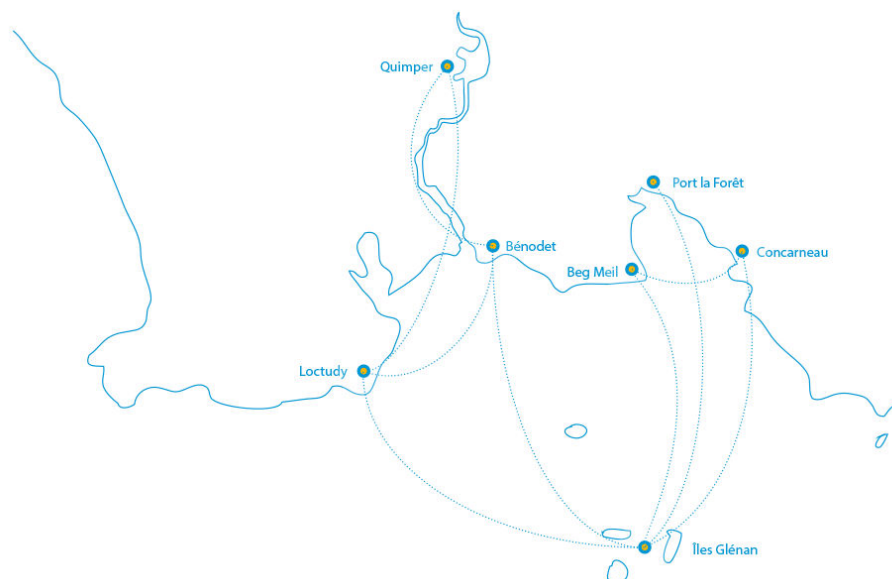 Quimper
Port la Forêt
Bénodet
Concarneau
Beg Meil
Loctudy
Îles Glénan